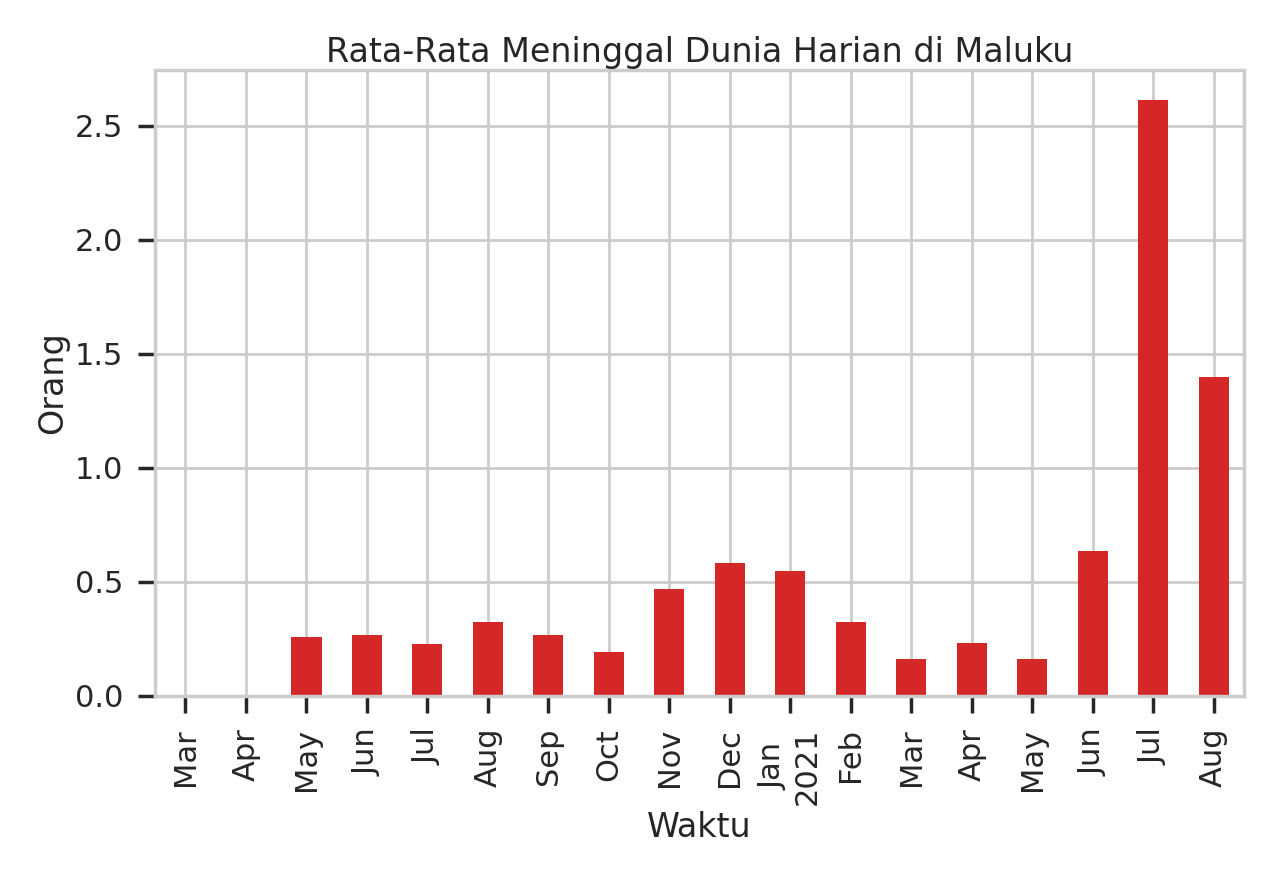 Rata-Rata Meninggal Dunia Harian di Maluku
Orang
2.5
2.0
1.5
1.0
0.5
0.0
Mar
Apr
May
Jun
Jul
Aug
Sep
Oct
Nov
Dec
Jan
2021
Feb
Mar
Apr
May
Jun
Jul
Aug
Waktu